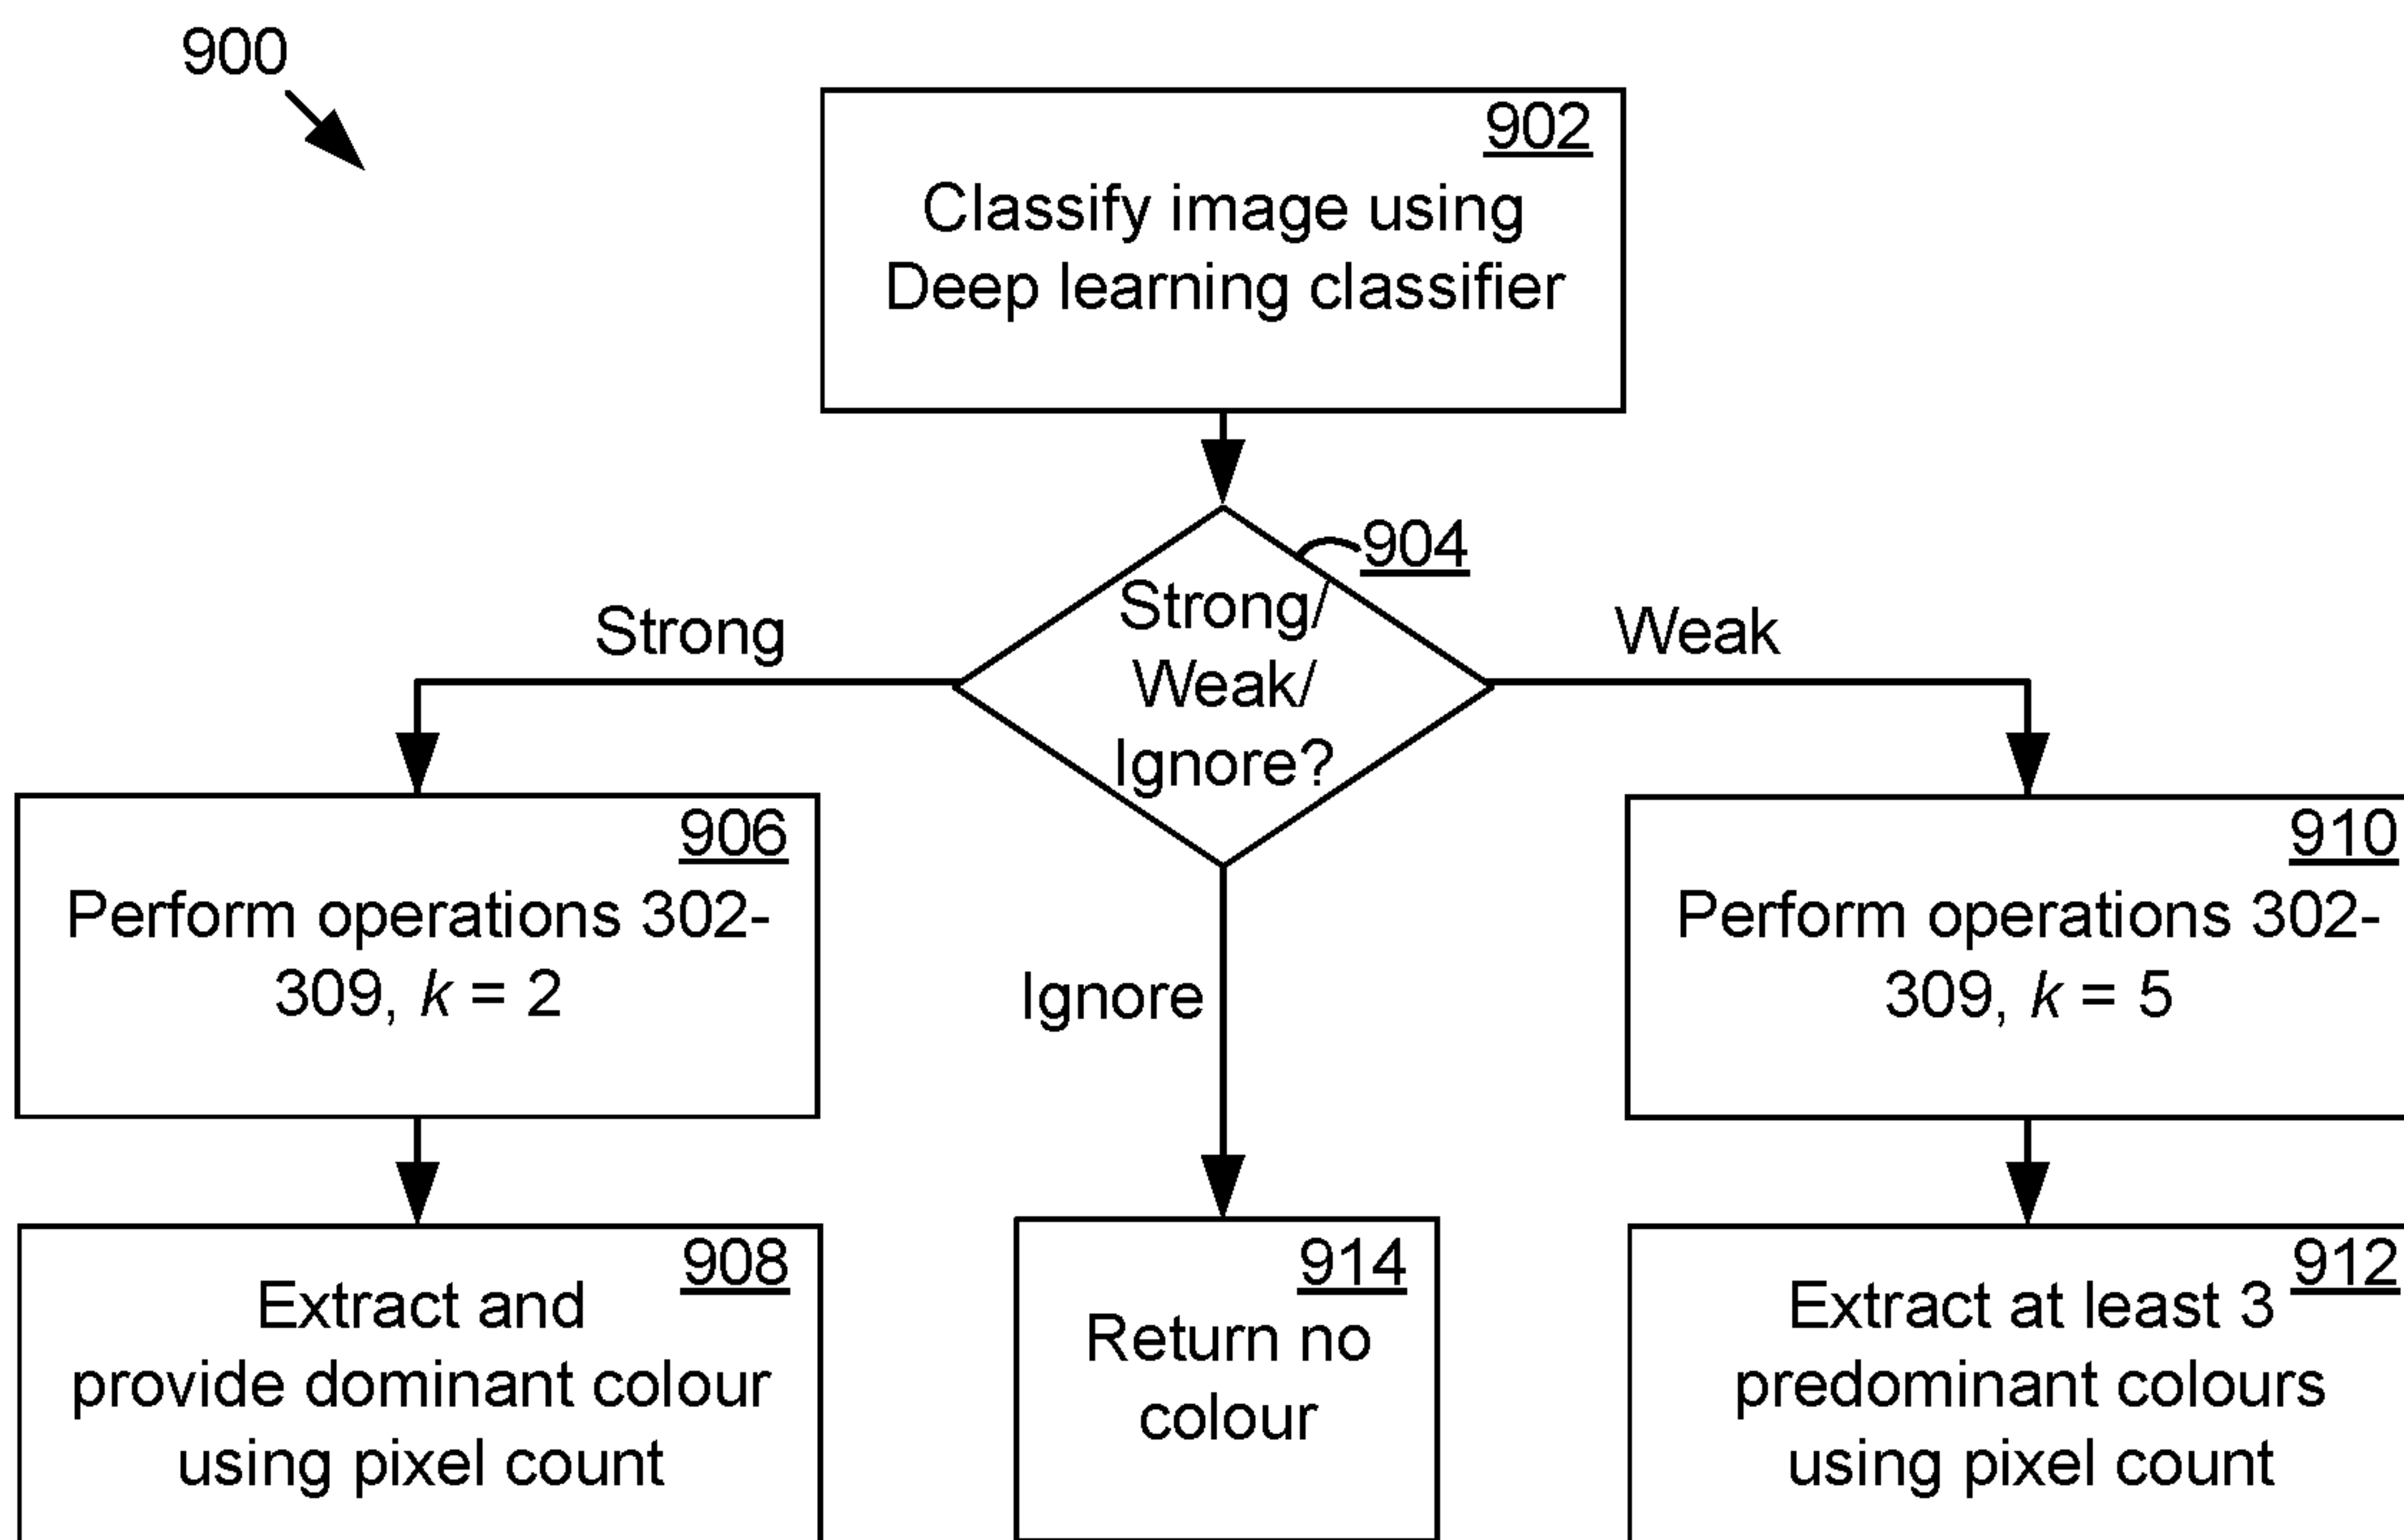 900
902
Classify image using
Deep learning classifier
904
Strong/
Weak/
Ignore?
Strong
Weak
Ignore
906
Perform operations 302-
309, k = 2
910
Perform operations 302-
309, k = 5
908
Extract and
provide dominant colour
using pixel count
914
Return no
colour
912
Extract at least 3
predominant colours
using pixel count